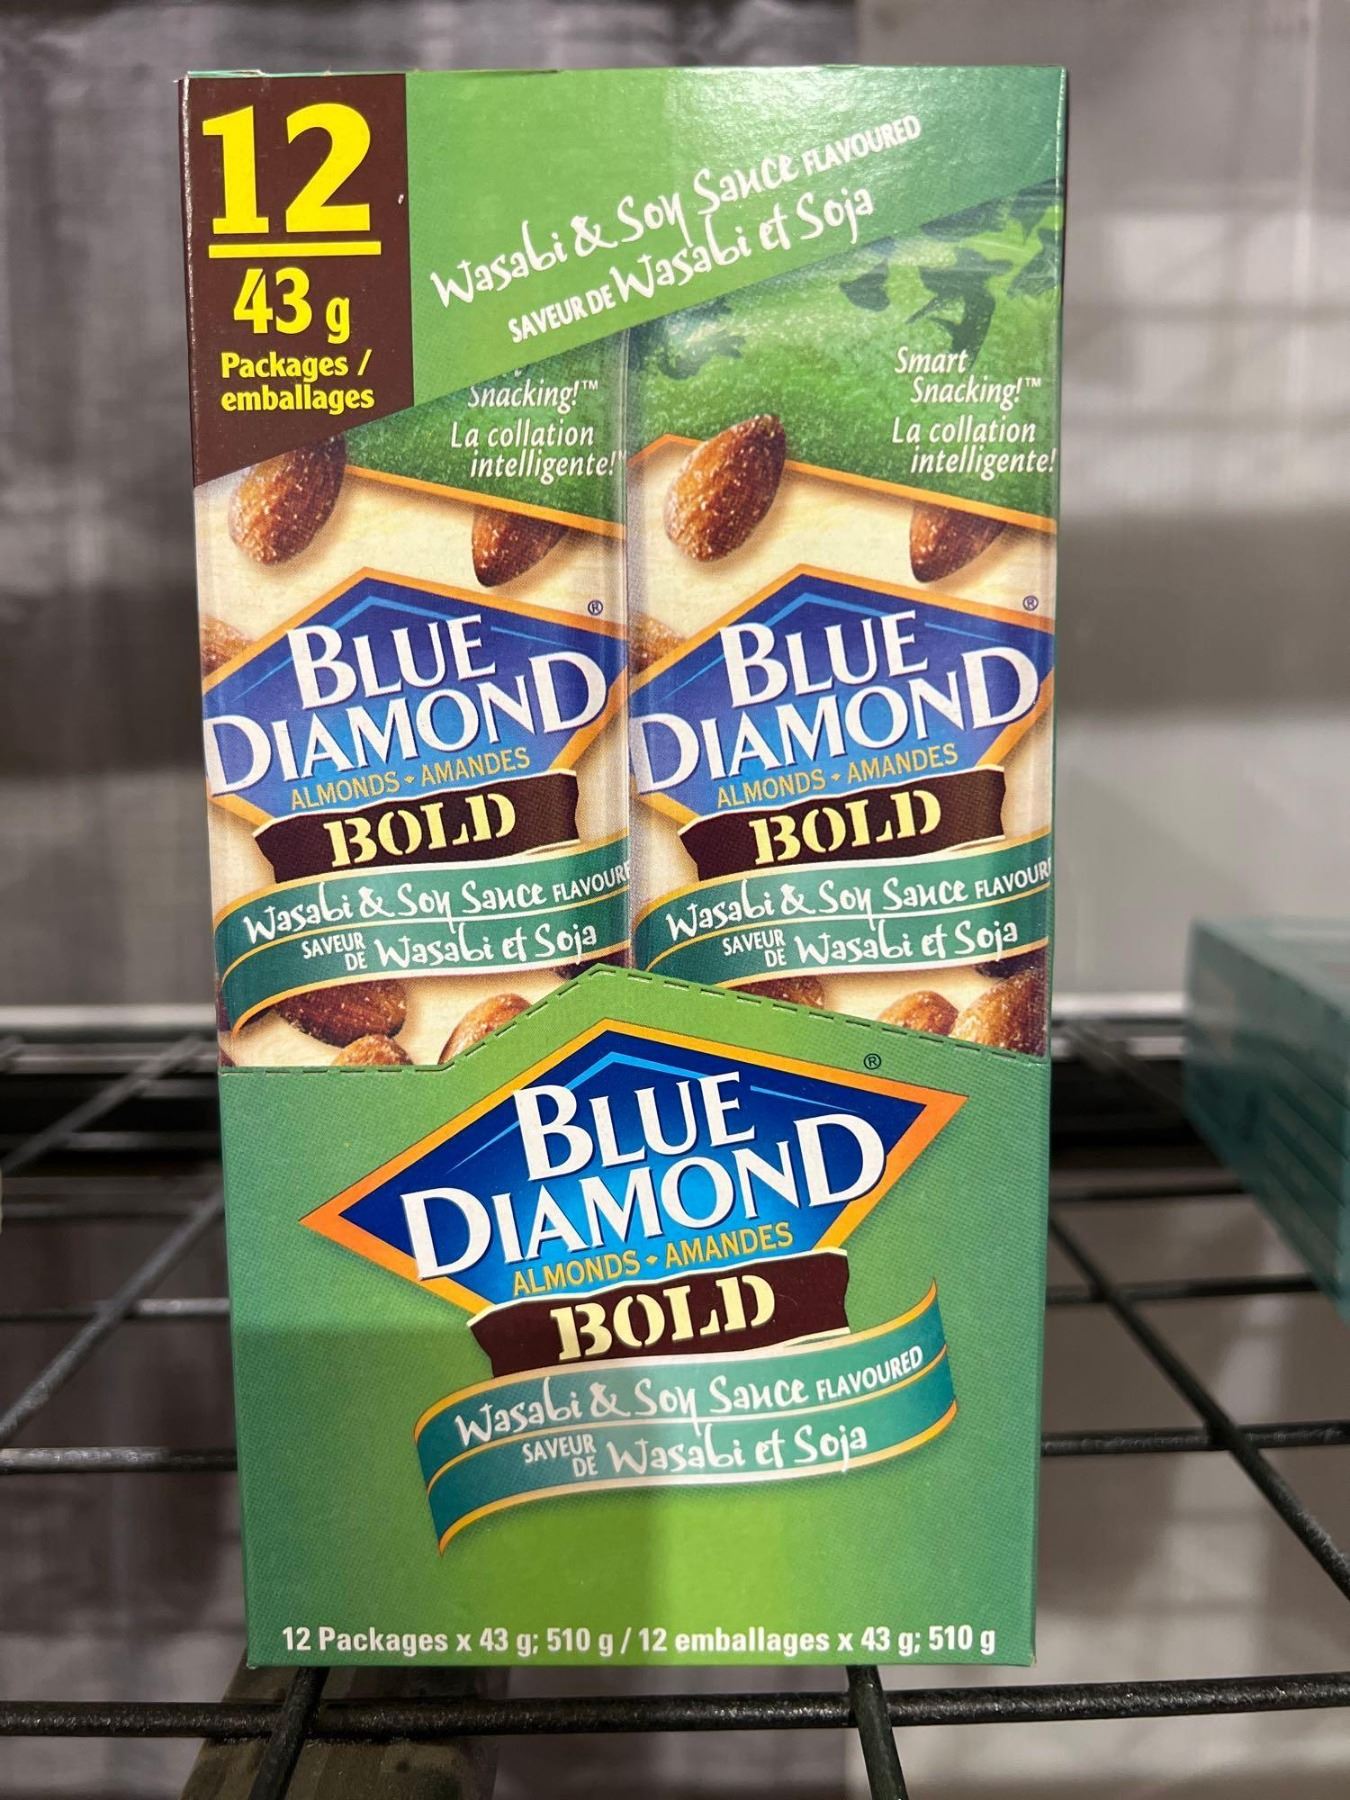 12
43 g
Packages /
emballages
Wasabi & Soy Sauce FLAVOURED
SAVEUR DE Wasabi et Soja
Snacking!™
La collation
intelligente!
Smart
Snacking!™
La collation
intelligente!
BLUE
DIAMOND®
ALMONDS • AMANDES
BOLD
Wasabi & Soy Sauce FLAVOURE
SAVEUR DE Wasabi et Soja
BLUE
DIAMOND®
ALMONDS • AMANDES
BOLD
Wasabi & Soy Sauce FLAVOUR
SAVEUR DE Wasabi et Soja
BLUE
DIAMOND®
ALMONDS • AMANDES
BOLD
Wasabi & Soy Sauce FLAVOURED
SAVEUR DE Wasabi et Soja
12 Packages x 43 g; 510 g / 12 emballages x 43 g; 510 g